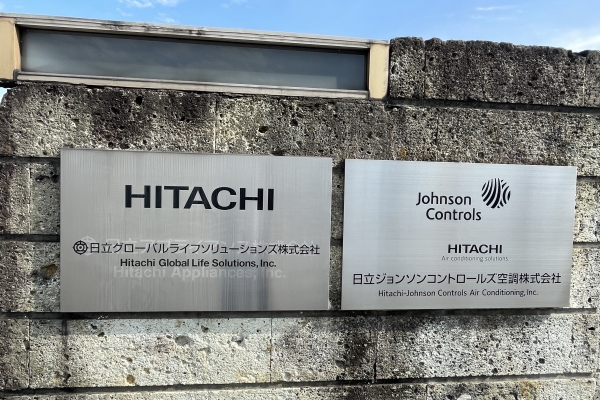 HITACHI
日立グローバルライフソリューションズ株式会社
Hitachi Global Life Solutions, Inc.
Hitachi Appliances, Inc.
Johnson
Controls
HITACHI
Air conditioning solutions
日立ジョンソンコントロールズ空調株式会社
Hitachi-Johnson Controls Air Conditioning, Inc.